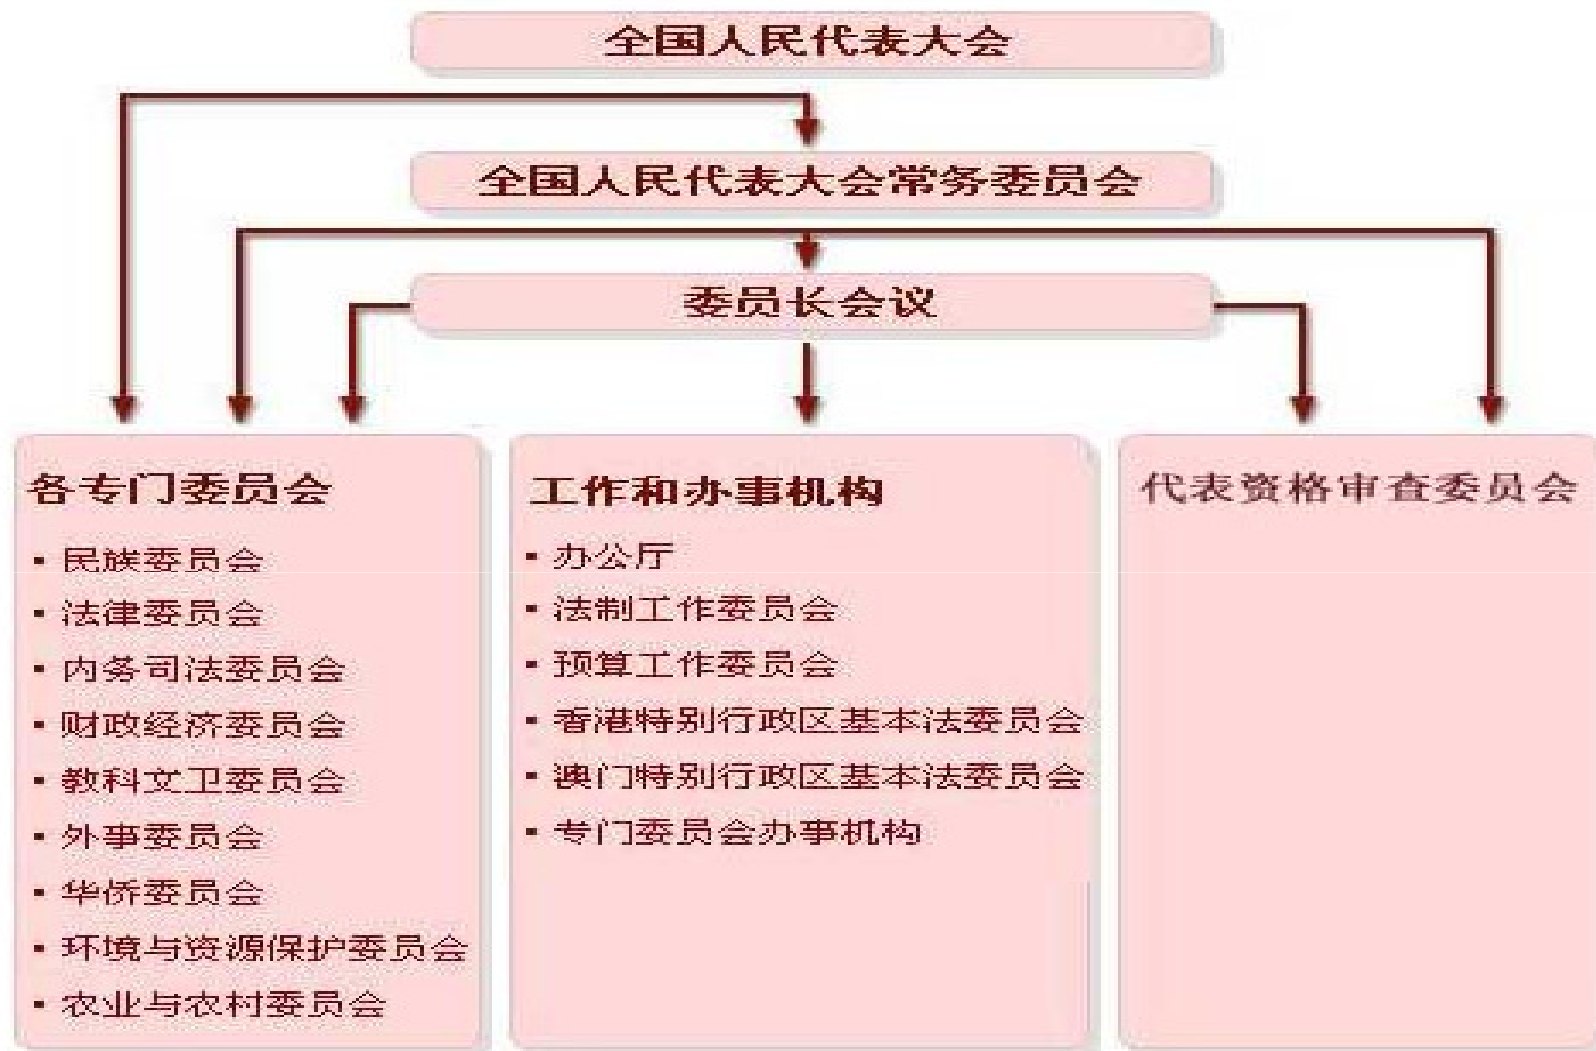 全国人民代表大会
全国人民代表大会常务委员会
委员长会议
各专门委员会
▪ 民族委员会
▪ 法律委员会
▪ 内务司法委员会
▪ 财政经济委员会
▪ 教科文卫委员会
▪ 外事委员会
▪ 华侨委员会
▪ 环境与资源保护委员会
▪ 农业与农村委员会
工作和办事机构
▪ 办公厅
▪ 法制工作委员会
▪ 预算工作委员会
▪ 香港特别行政区基本法委员会
▪ 澳门特别行政区基本法委员会
▪ 专门委员会办事机构
代表资格审查委员会